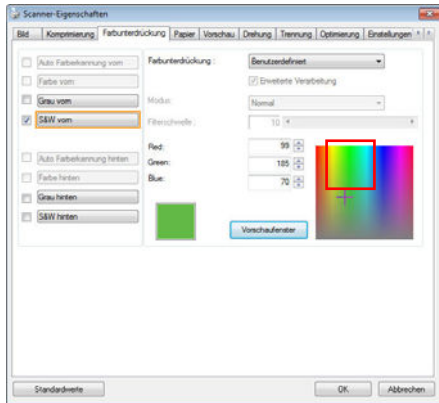 Scanner-Eigenschaften
Bild Komprimierung Farbunterdrückung Papier Vorschau Drehung Trennung Optimierung Einstellungen
Auto Farberkennung vorn
Farbe vorn
Grau vorn
S&W vorn
Auto Farberkennung hinten
Farbe hinten
Grau hinten
S&W hinten
Farbunterdrückung : Benutzerdefiniert
Erweiterte Verarbeitung
Modus: Normal
Filterschwelle : 10
Red: 99
Green: 185
Blue: 70
Vorschaufenster
Standardwerte OK Abbrechen